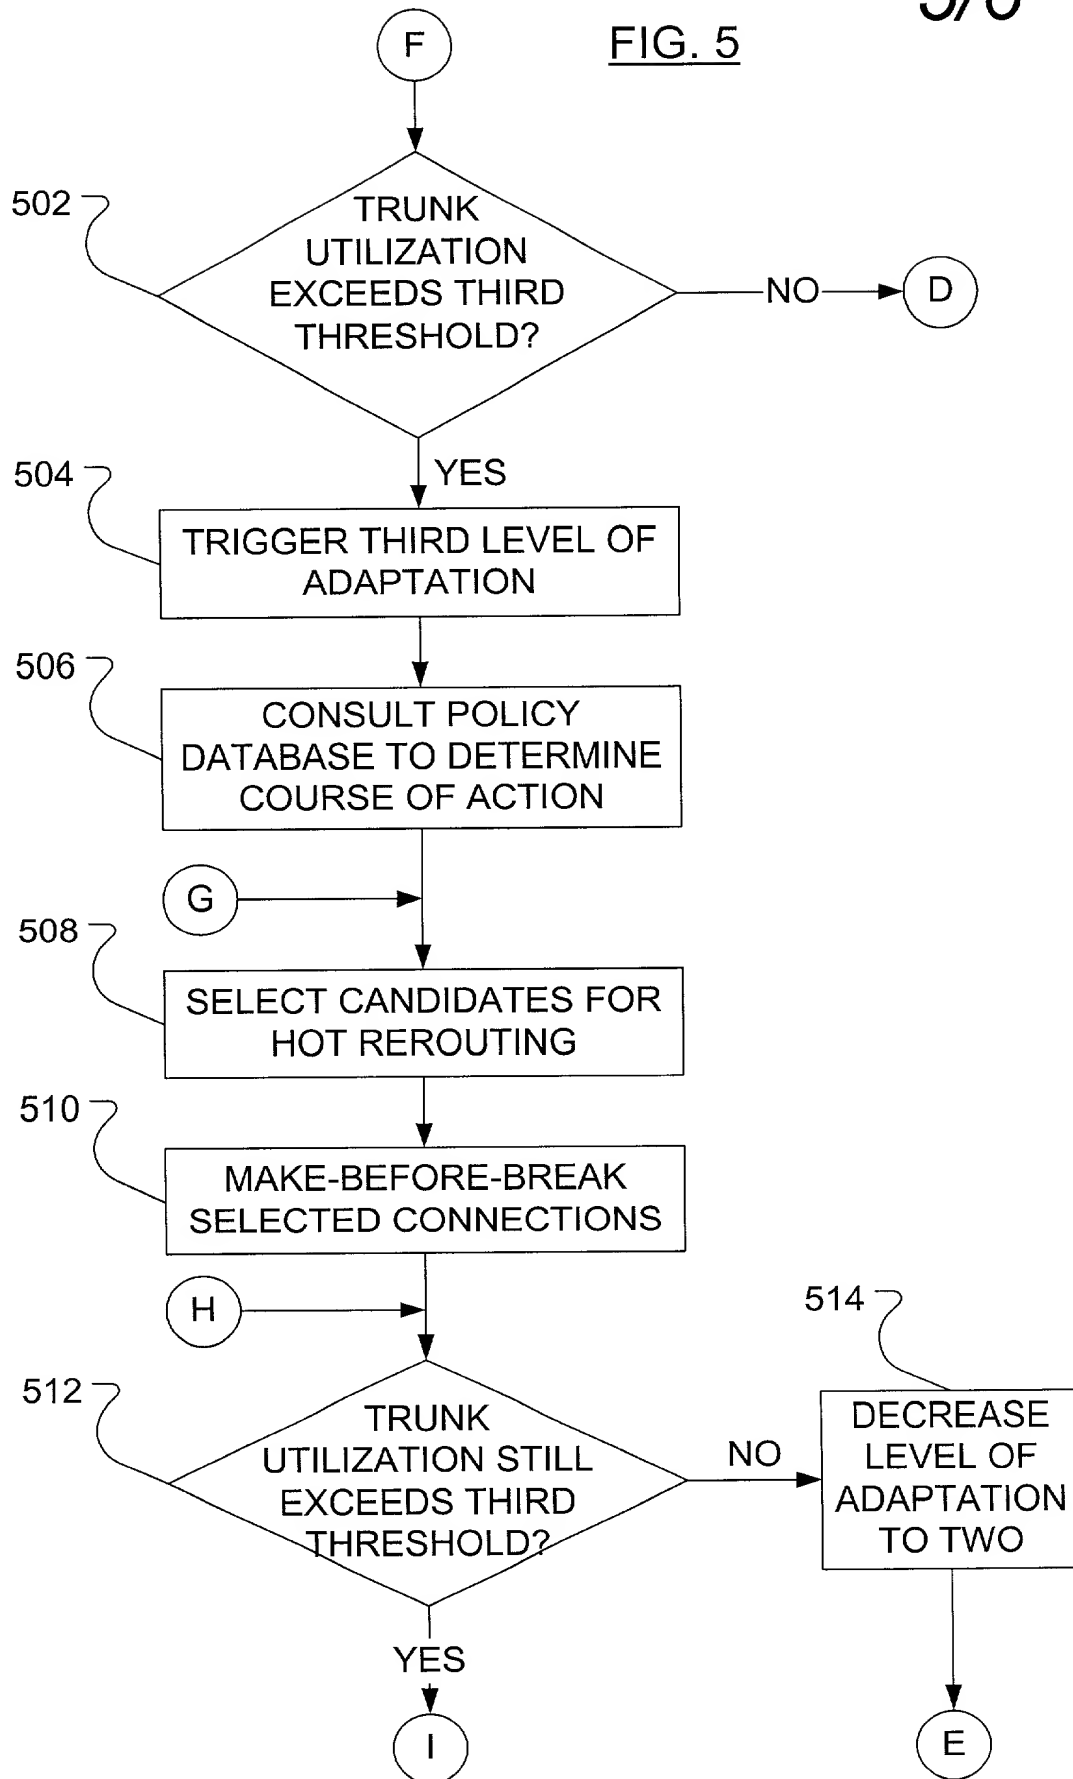 F
FIG. 5
502
TRUNK
UTILIZATION
EXCEEDS THIRD
THRESHOLD?
NO
D
YES
504
TRIGGER THIRD LEVEL OF
ADAPTATION
506
CONSULT POLICY
DATABASE TO DETERMINE
COURSE OF ACTION
G
508
SELECT CANDIDATES FOR
HOT REROUTING
510
MAKE-BEFORE-BREAK
SELECTED CONNECTIONS
H
512
TRUNK
UTILIZATION STILL
EXCEEDS THIRD
THRESHOLD?
NO
514
DECREASE
LEVEL OF
ADAPTATION
TO TWO
YES
I
E